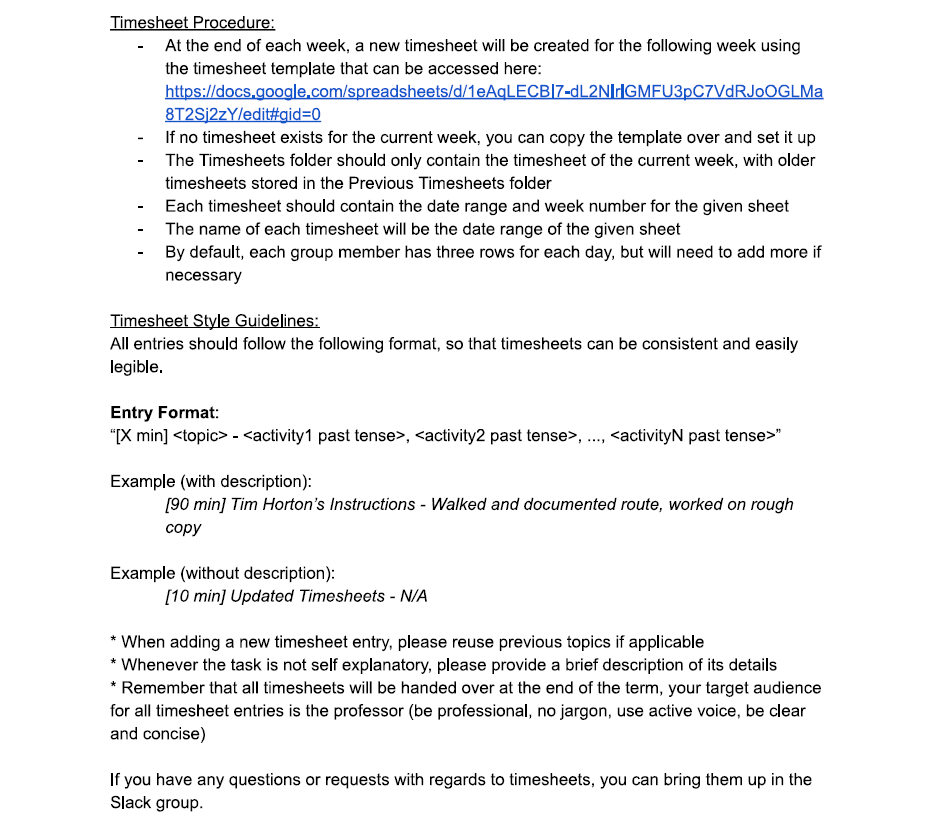 Timesheet Procedure:
- At the end of each week, a new timesheet will be created for the following week using
the timesheet template that can be accessed here:
https://docs.google.com/spreadsheets/d/1eAqLECBI7-dL2NlrlGMFU3pC7VdRJoOGLMa
8T2Sj2zY/edit#gid=0
- If no timesheet exists for the current week, you can copy the template over and set it up
- The Timesheets folder should only contain the timesheet of the current week, with older
timesheets stored in the Previous Timesheets folder
- Each timesheet should contain the date range and week number for the given sheet
- The name of each timesheet will be the date range of the given sheet
- By default, each group member has three rows for each day, but will need to add more if
necessary
Timesheet Style Guidelines:
All entries should follow the following format, so that timesheets can be consistent and easily
legible.
Entry Format:
“[X min] <topic> - <activity1 past tense>, <activity2 past tense>, ..., <activityN past tense>”
Example (with description):
[90 min] Tim Horton’s Instructions - Walked and documented route, worked on rough
copy
Example (without description):
[10 min] Updated Timesheets - N/A
* When adding a new timesheet entry, please reuse previous topics if applicable
* Whenever the task is not self explanatory, please provide a brief description of its details
* Remember that all timesheets will be handed over at the end of the term, your target audience
for all timesheet entries is the professor (be professional, no jargon, use active voice, be clear
and concise)
If you have any questions or requests with regards to timesheets, you can bring them up in the
Slack group.